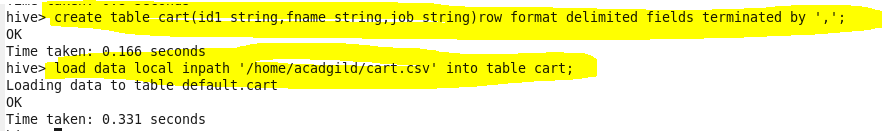 hive> create table cart(id1 string,fname string,job string)row format delimited fields terminated by ',';
OK
Time taken: 0.166 seconds
hive> load data local inpath '/home/acadgild/cart.csv' into table cart;
Loading data to table default.cart
OK
Time taken: 0.331 seconds